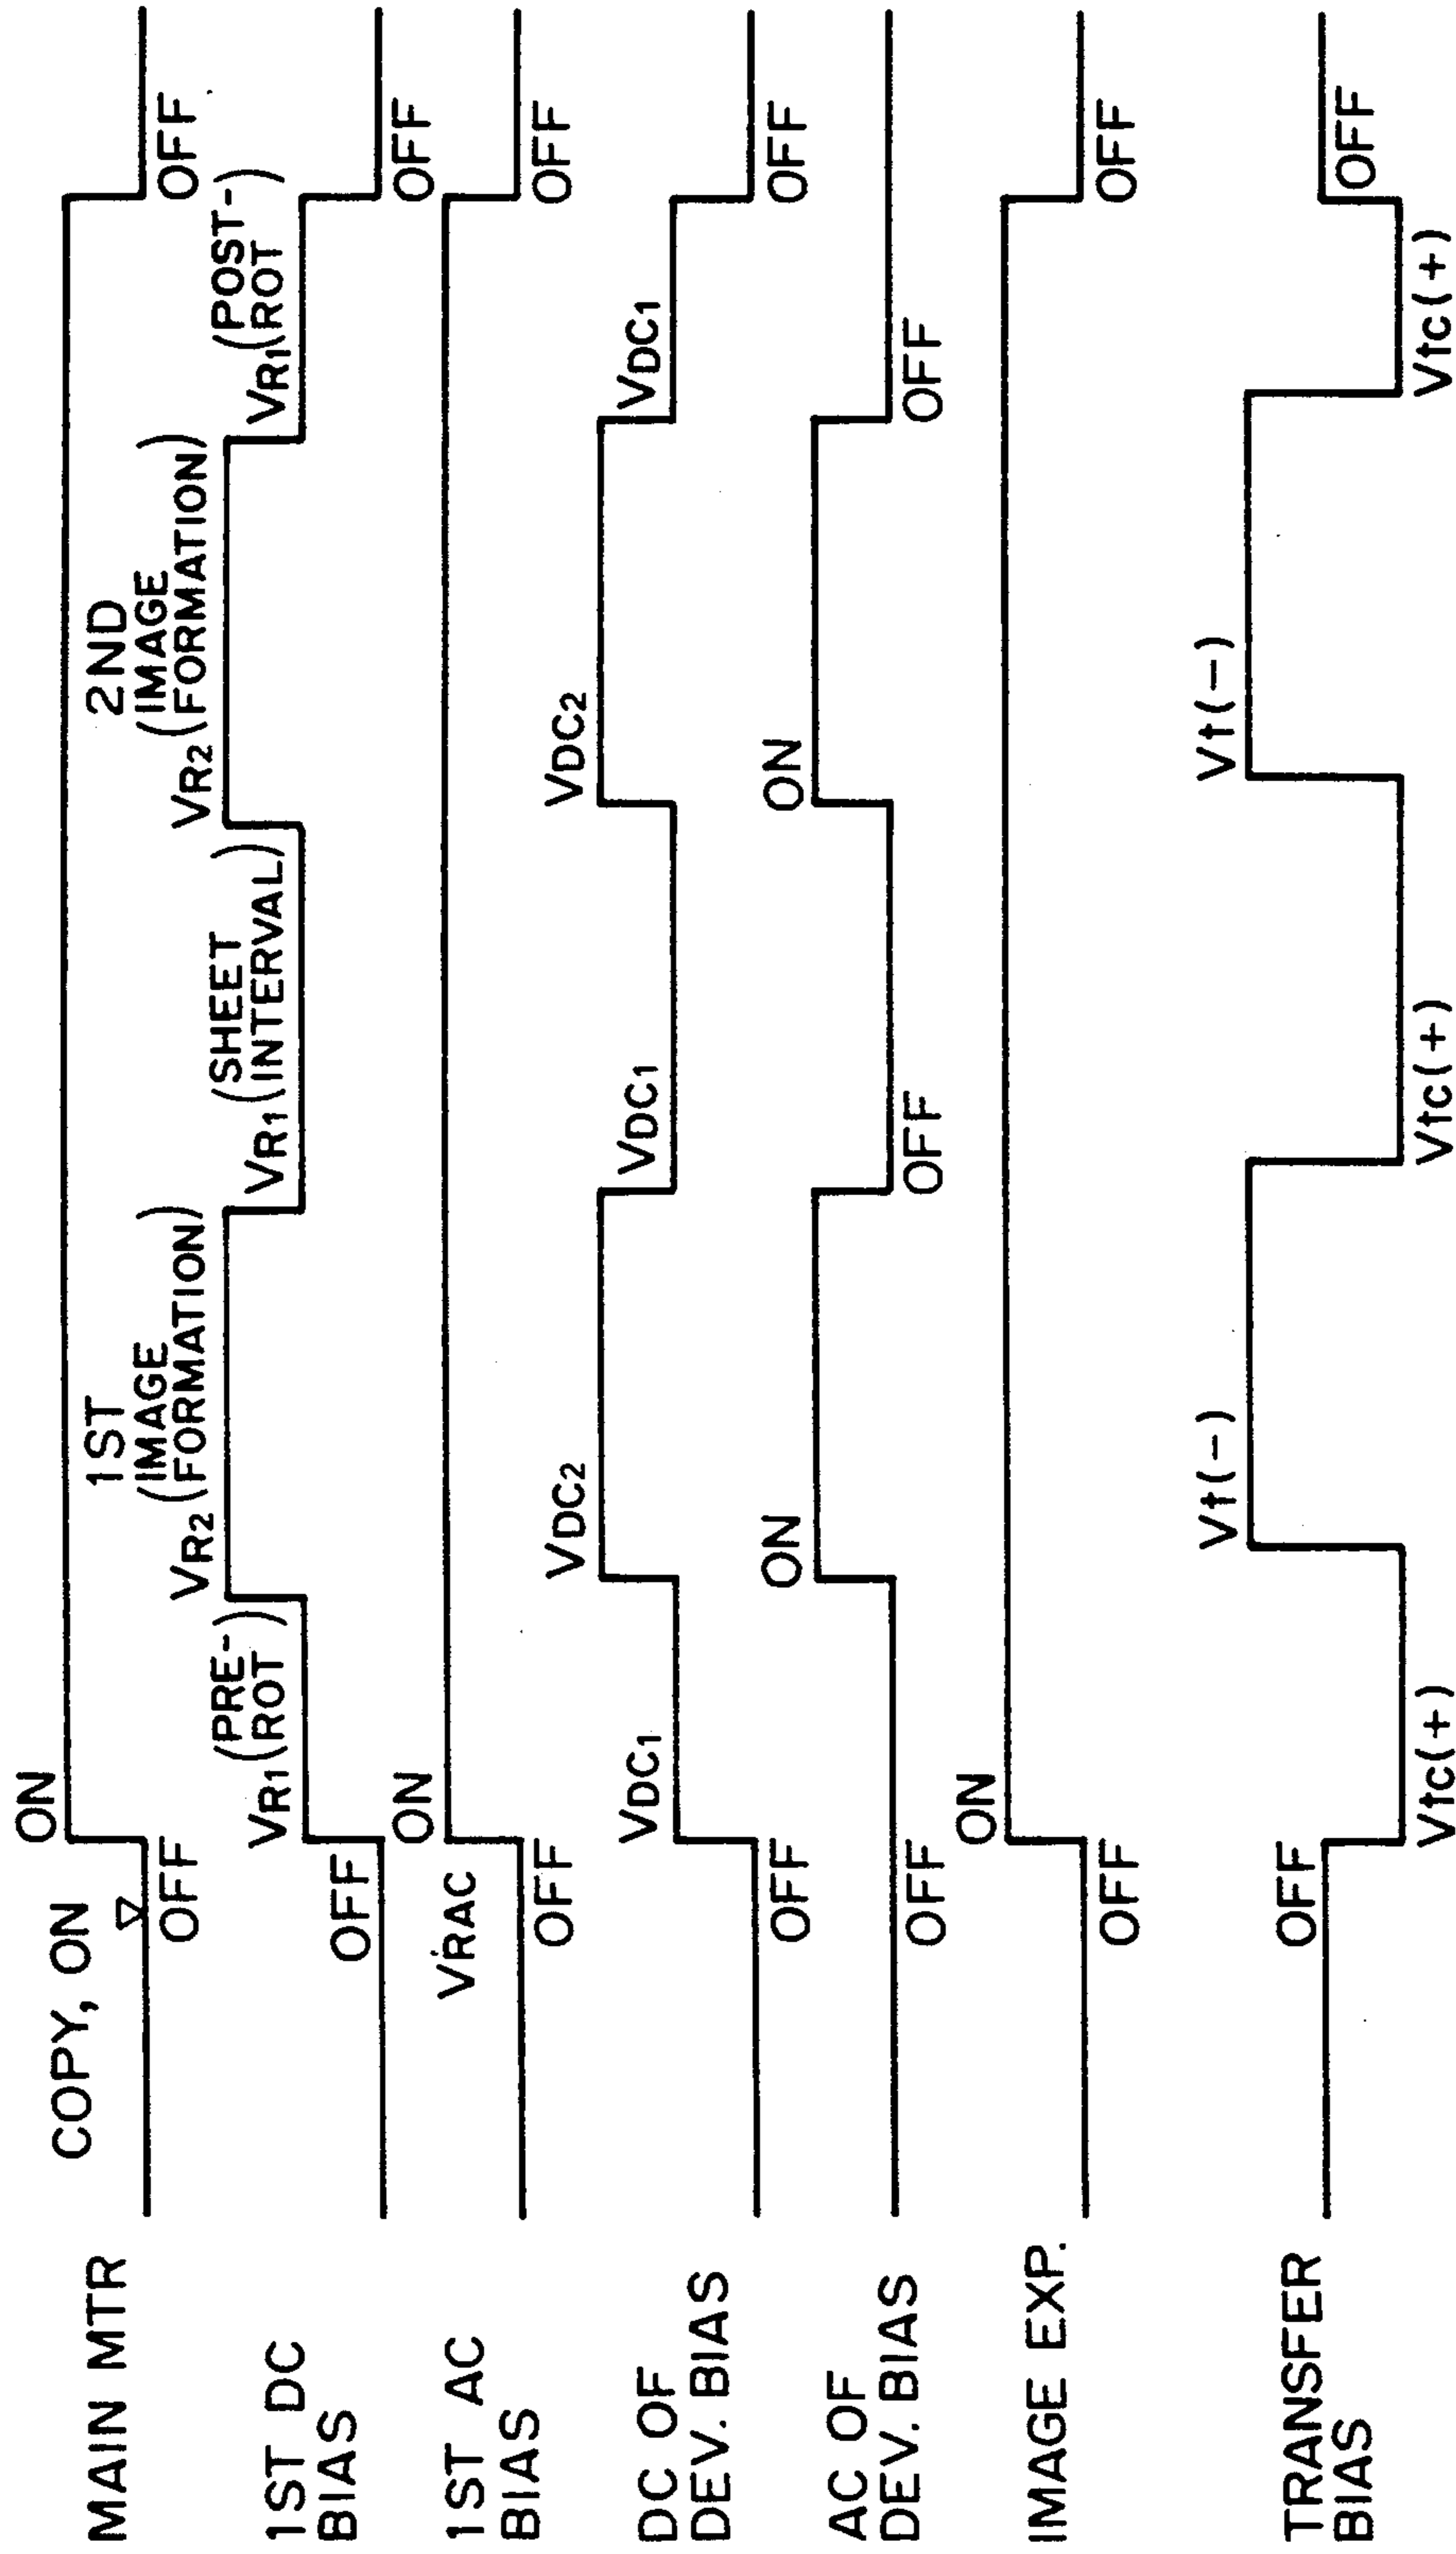 COPY, ON
MAIN MTR
OFF
ON
OFF
1ST
(IMAGE
FORMATION)
2ND
(IMAGE
FORMATION)
1ST DC
BIAS
OFF
VR1 (PRE-
ROT)
VR2
VR1 (SHEET
INTERVAL)
VR2
VR1 (POST-
ROT)
OFF
1ST AC
BIAS
VRAC
OFF
ON
OFF
DC OF
DEV. BIAS
OFF
VDC1
VDC2
VDC1
VDC2
VDC1
OFF
AC OF
DEV. BIAS
OFF
ON
OFF
ON
OFF
IMAGE EXP.
OFF
ON
OFF
TRANSFER
BIAS
OFF
Vtc(+)
Vt(-)
Vtc(+)
Vt(-)
Vtc(+)
OFF